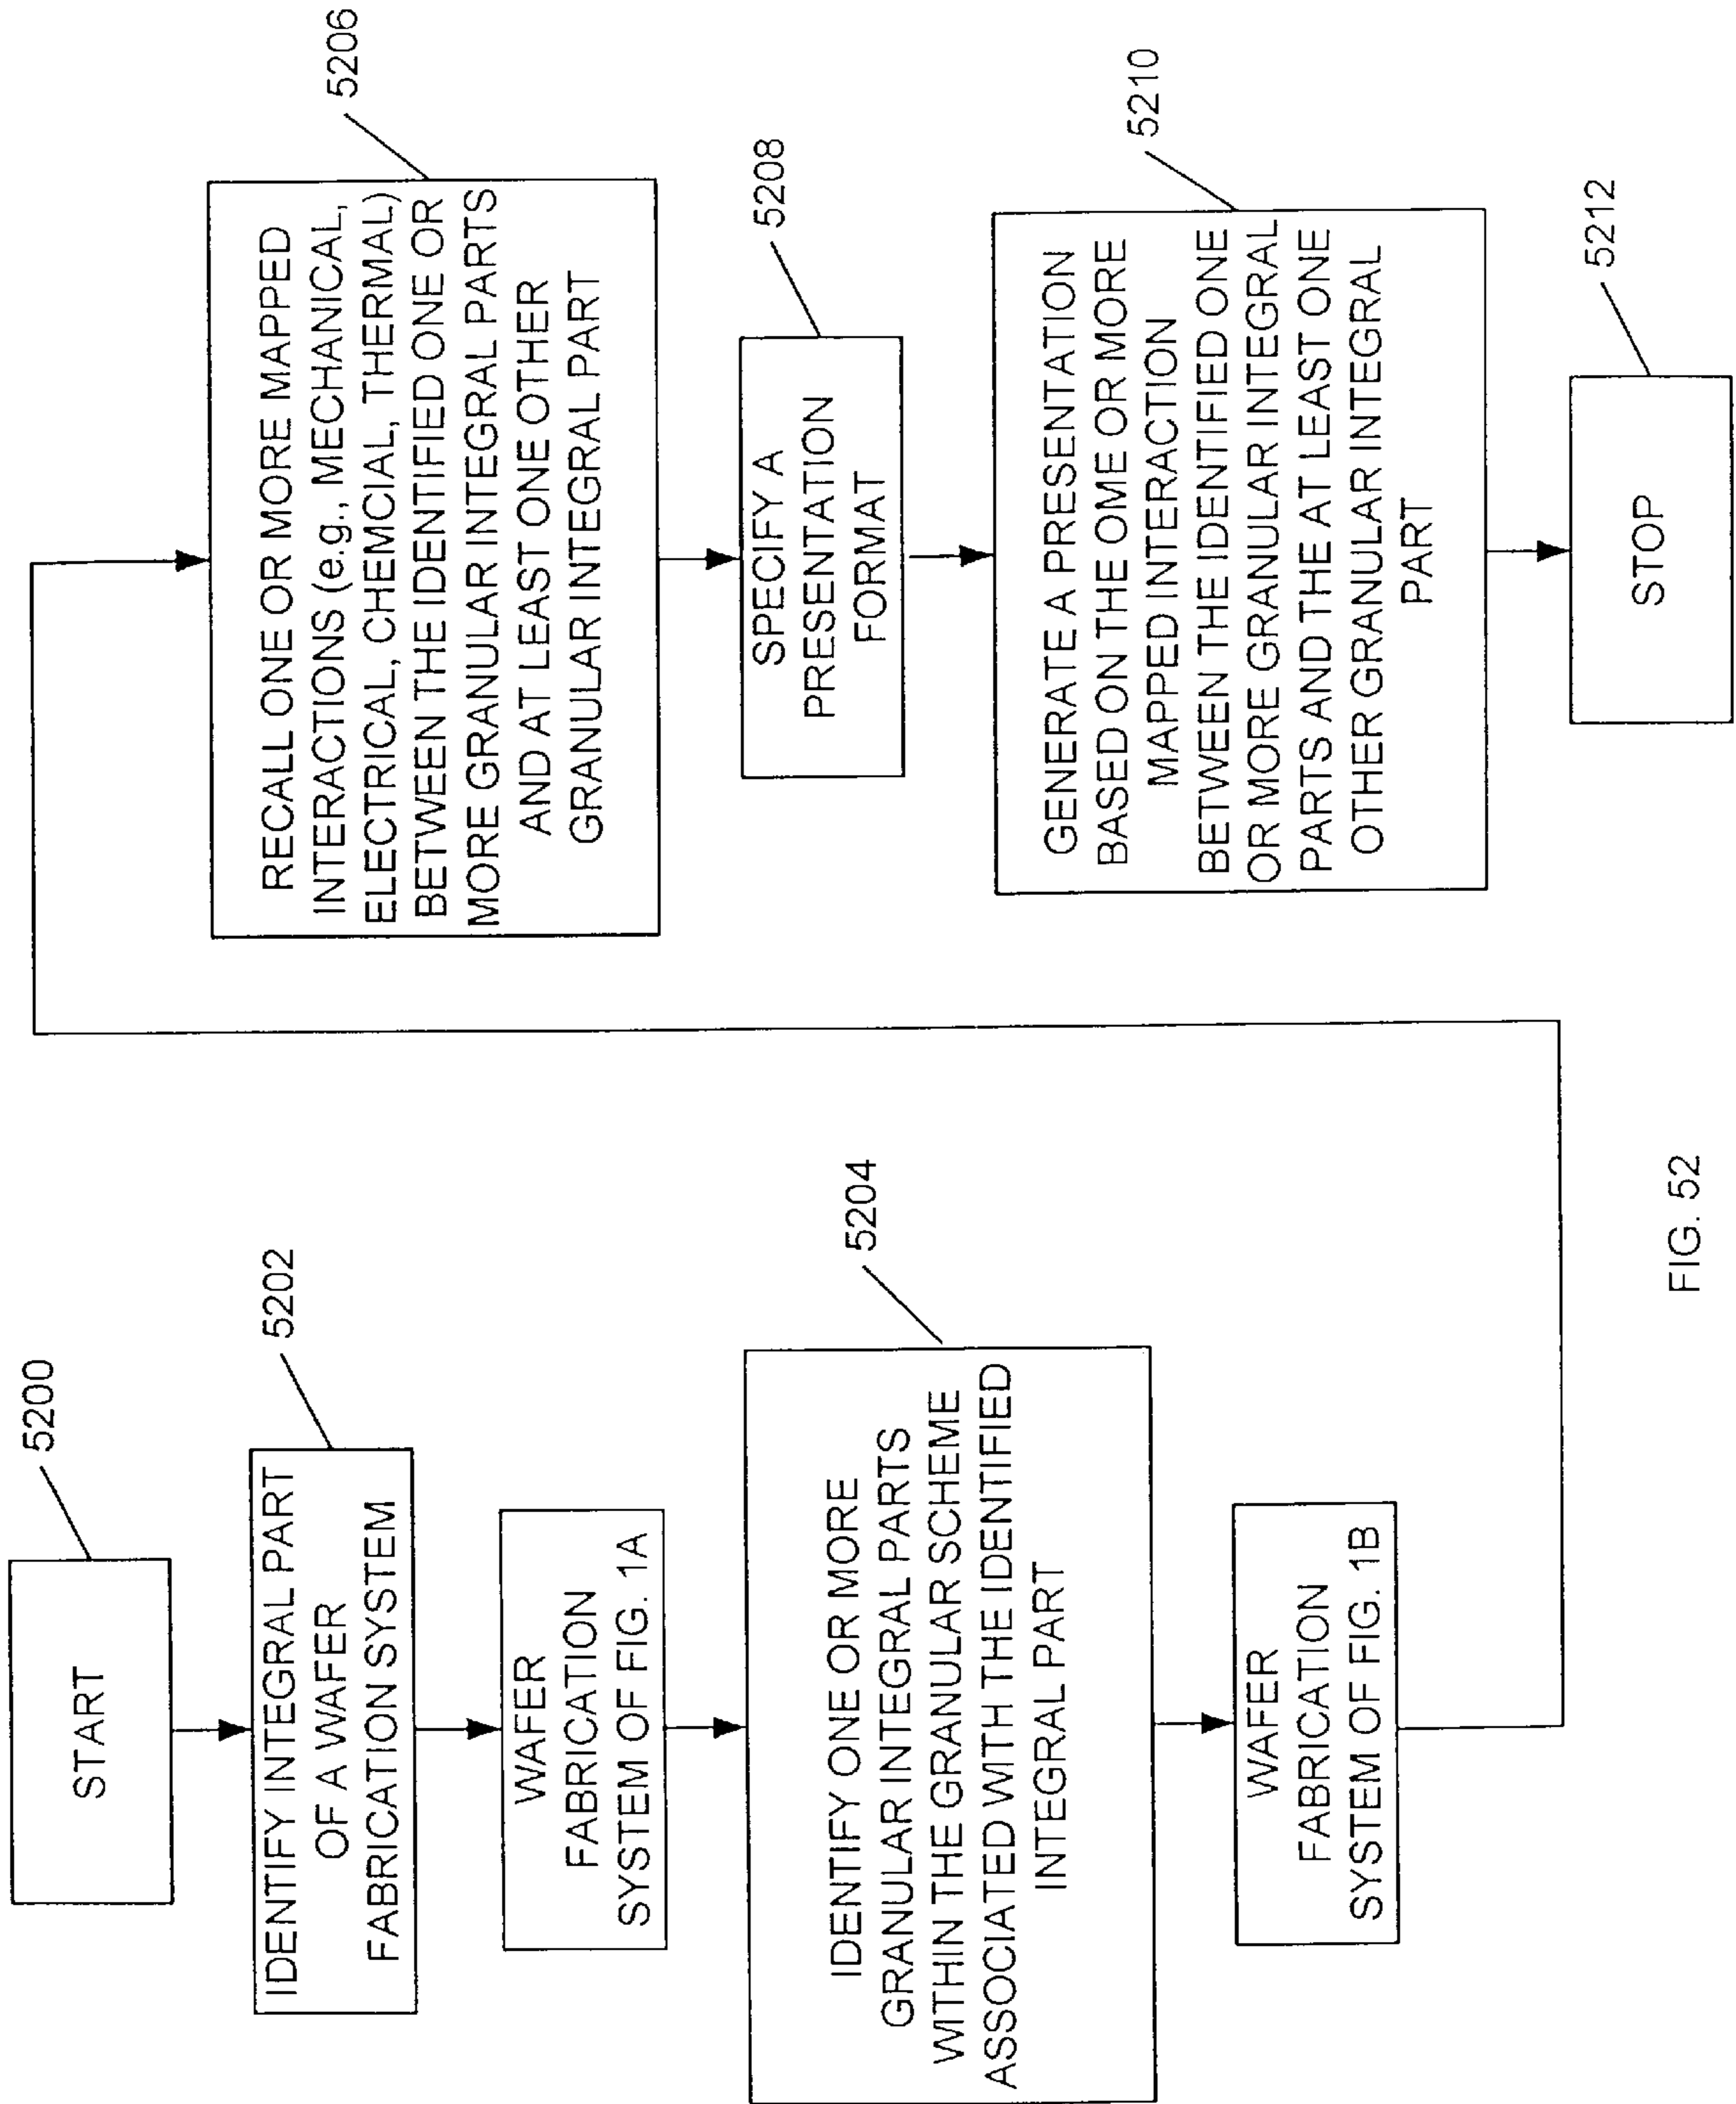 START
5200
IDENTIFY INTEGRAL PART
OF A WAFER
FABRICATION SYSTEM
5202
WAFER
FABRICATION
SYSTEM OF FIG. 1A
IDENTIFY ONE OR MORE
GRANULAR INTEGRAL PARTS
WITHIN THE GRANULAR SCHEME
ASSOCIATED WITH THE IDENTIFIED
INTEGRAL PART
5204
WAFER
FABRICATION
SYSTEM OF FIG. 1B
RECALL ONE OR MORE MAPPED
INTERACTIONS (e.g., MECHANICAL,
ELECTRICAL, CHEMCIAL, THERMAL)
BETWEEN THE IDENTIFIED ONE OR
MORE GRANULAR INTEGRAL PARTS
AND AT LEAST ONE OTHER
GRANULAR INTEGRAL PART
5206
SPECIFY A
PRESENTATION
FORMAT
5208
GENERATE A PRESENTATION
BASED ON THE OME OR MORE
MAPPED INTERACTION
BETWEEN THE IDENTIFIED ONE
OR MORE GRANULAR INTEGRAL
PARTS AND THE AT LEAST ONE
OTHER GRANULAR INTEGRAL
PART
5210
STOP
5212
FIG. 52